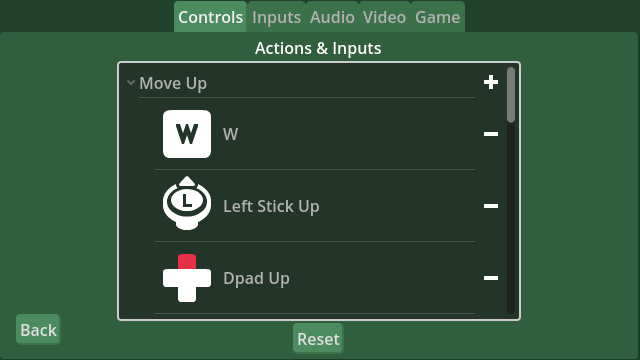 Controls Inputs Audio Video Game
Actions & Inputs
Move Up
W W
L Left Stick Up
Dpad Up
Back
Reset